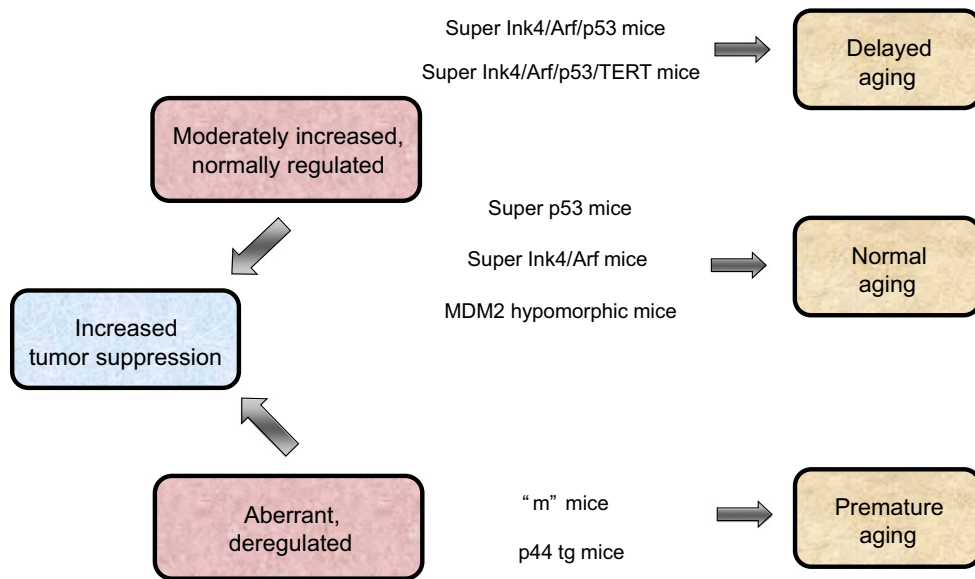 Super Ink4/Arf/p53 mice
Super Ink4/Arf/p53/TERT mice
Delayed
aging
Moderately increased,
normally regulated
Super p53 mice
Super Ink4/Arf mice
MDM2 hypomorphic mice
Normal
aging
Increased
tumor suppression
Aberrant,
deregulated
“m” mice
p44 tg mice
Premature
aging